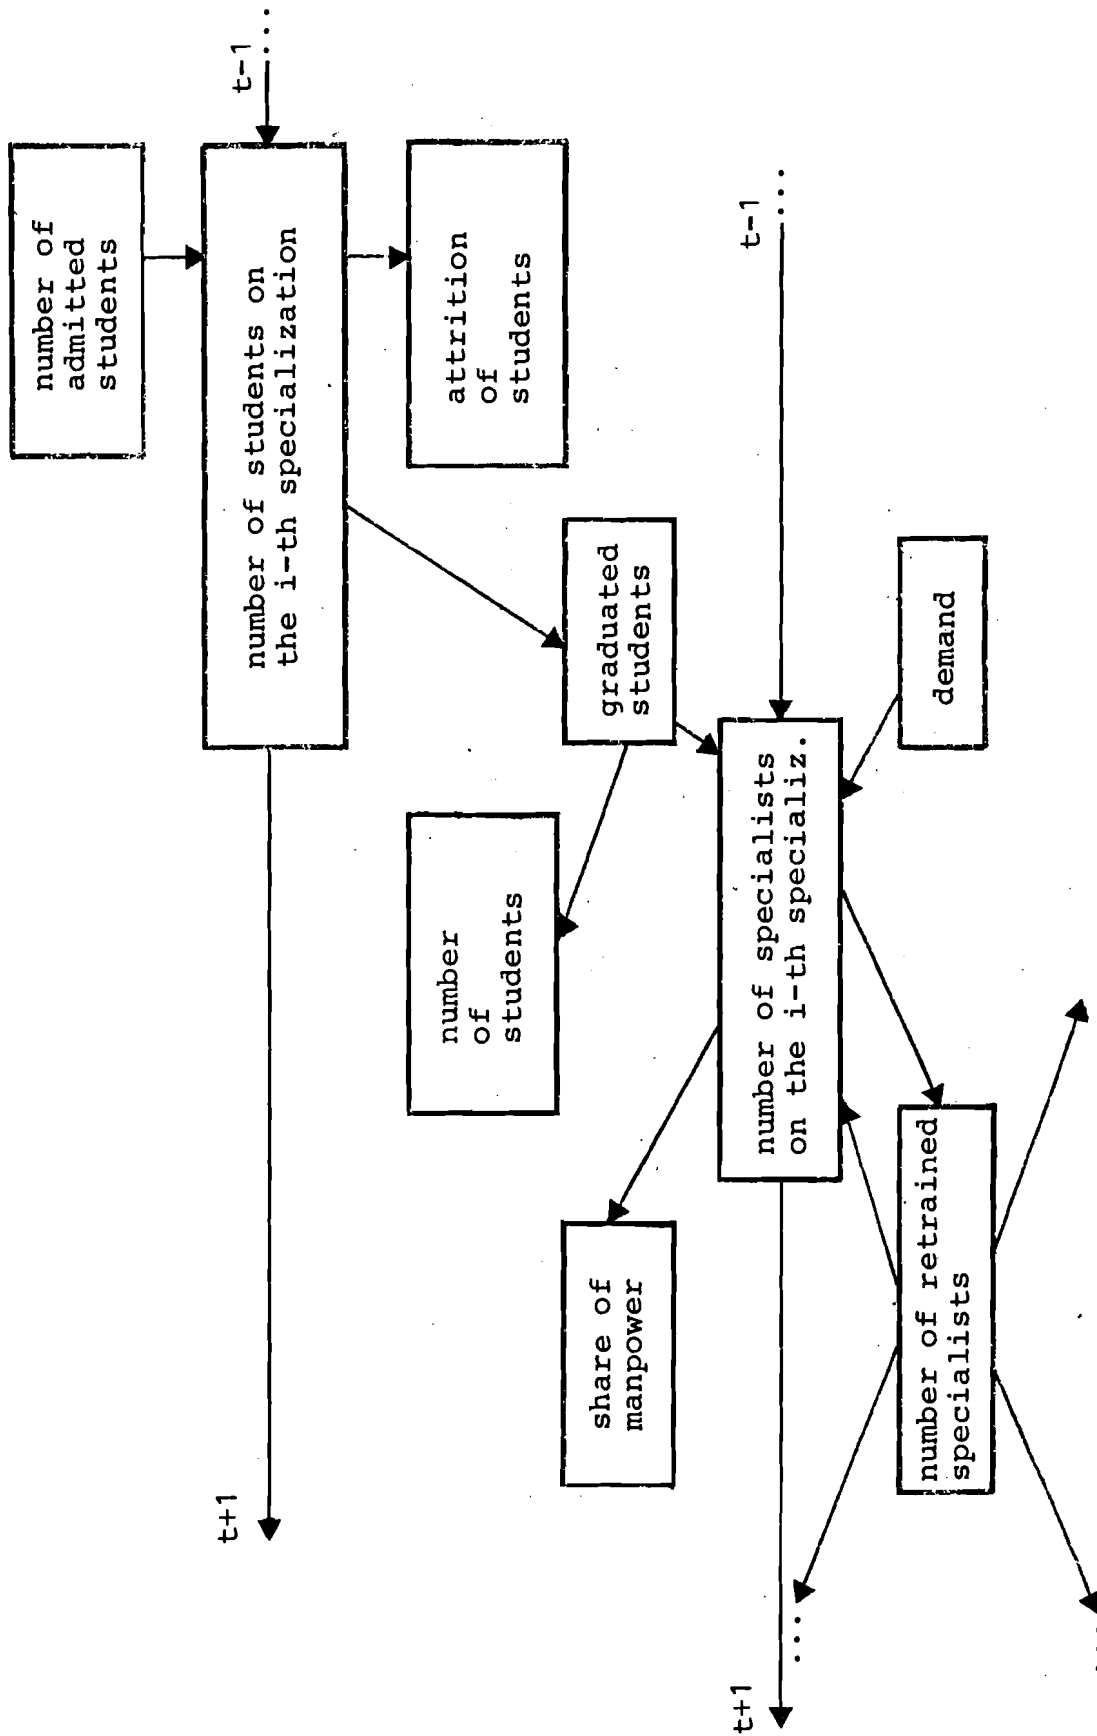 number of
admitted
students
t-1
...
number of students on
the i-th specialization
t+1
attrition
of
students
number
of
students
graduated
students
share of
manpower
t-1
...
number of specialists
on the i-th specializ.
t+1
...
demand
number of retrained
specialists
...